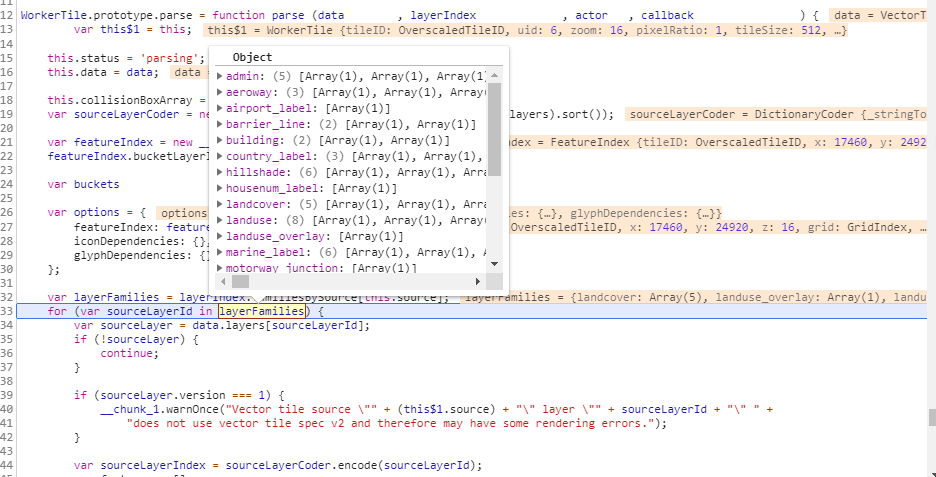 11
12 WorkerTile.prototype.parse = function parse (data , layerIndex , actor , callback ) { data = VectorT
13 var this$1 = this; this$1 = WorkerTile {tileID: OverscaledTileID, uid: 6, zoom: 16, pixelRatio: 1, tileSize: 512, …}
14
15 this.status = 'parsing';
16 this.data = data; data =
17
18 this.collisionBoxArray =
19 var sourceLayerCoder = ne layers).sort()); sourceLayerCoder = DictionaryCoder {_stringTo
20
21 var featureIndex = new __ Index = FeatureIndex {tileID: OverscaledTileID, x: 17460, y: 2492
22 featureIndex.bucketLayerI
23
24 var buckets
25
26 var options = { options ies: {…}, glyphDependencies: {…}}
27 featureIndex: featur OverscaledTileID, x: 17460, y: 24920, z: 16, grid: GridIndex, …
28 iconDependencies: {},
29 glyphDependencies: {}
30 };
31
Object
admin: (5) [Array(1), Array(1), Array(1
aeroway: (3) [Array(1), Array(1), Array
airport_label: [Array(1)]
barrier_line: (2) [Array(1), Array(1)]
building: (2) [Array(1), Array(1)]
country_label: (3) [Array(1), Array(1),
hillshade: (6) [Array(1), Array(1), Arr
housenum_label: [Array(1)]
landcover: (5) [Array(1), Array(1), Arr
landuse: (8) [Array(1), Array(1), Array
landuse_overlay: [Array(1)]
marine_label: (6) [Array(1), Array(1), A
motorway_junction: [Array(1)]
32 var layerFamilies = layerIndex.familiesBySource[this.source]; layerFamilies = {landcover: Array(5), landuse_overlay: Array(1), landu
33 for (var sourceLayerId in layerFamilies) {
34 var sourceLayer = data.layers[sourceLayerId];
35 if (!sourceLayer) {
36 continue;
37 }
38
39 if (sourceLayer.version === 1) {
40 __chunk_1.warnOnce("Vector tile source \"" + (this$1.source) + "\" layer \"" + sourceLayerId + "\" " +
41 "does not use vector tile spec v2 and therefore may have some rendering errors.");
42 }
43
44 var sourceLayerIndex = sourceLayerCoder.encode(sourceLayerId);